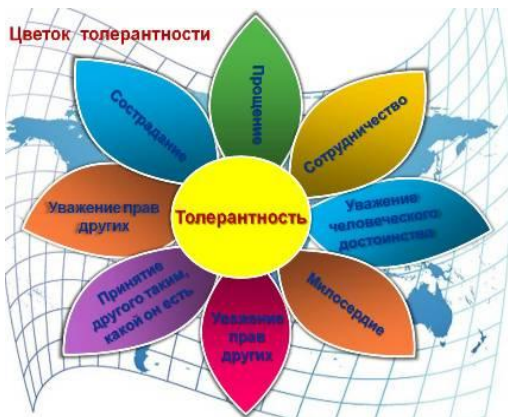 Цветок толерантности
Прощение
Сотрудничество
Уважение
человеческого
достоинства
Милосердие
Уважение
прав
других
Принятие
другого таким,
какой он есть
Уважение прав
других
Сострадание
Толерантность